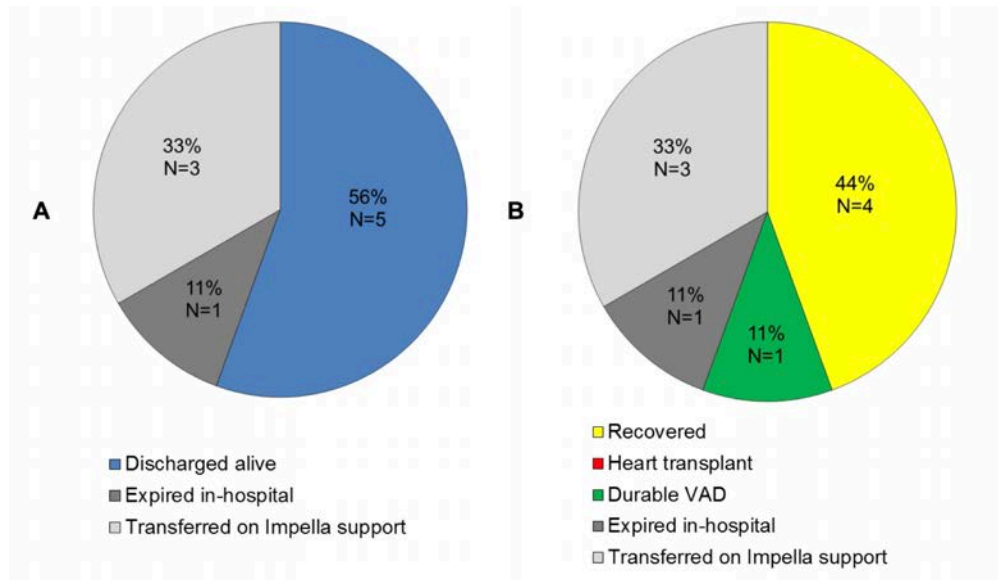 A
33%
N=3
56%
N=5
11%
N=1
Discharged alive
Expired in-hospital
Transferred on Impella support
B
33%
N=3
44%
N=4
11%
N=1
11%
N=1
Recovered
Heart transplant
Durable VAD
Expired in-hospital
Transferred on Impella support